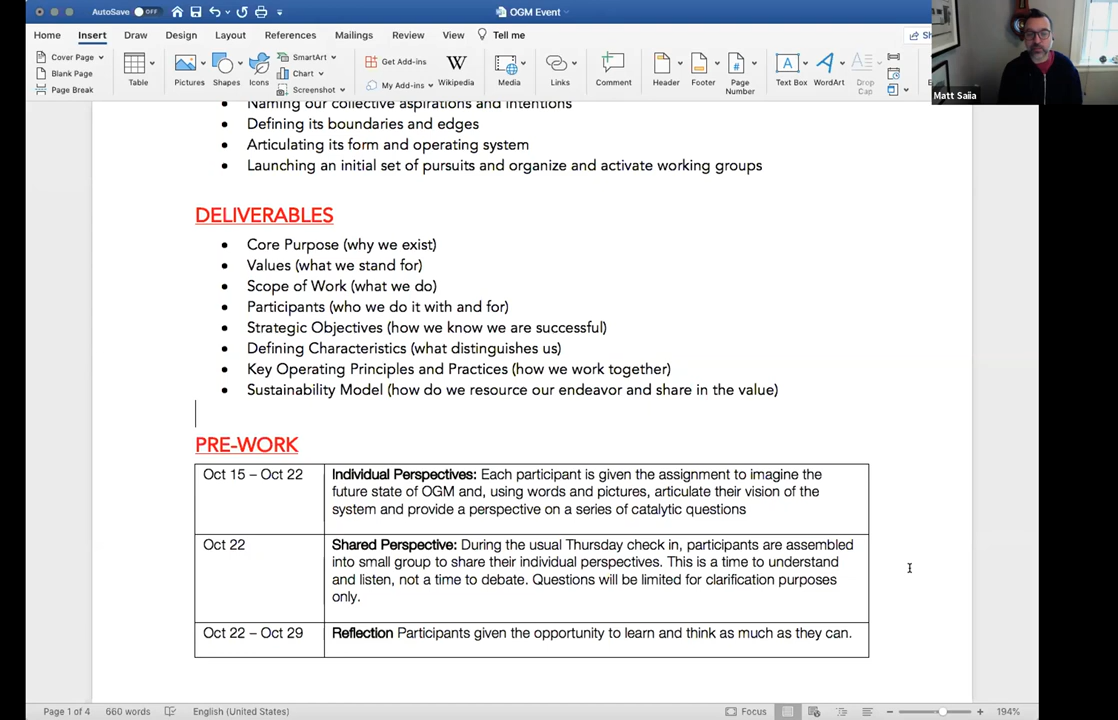 AutoSave OFF
OGM Event
Home Insert Draw Design Layout References Mailings Review View Tell me
Cover Page
Blank Page
Page Break
Table
Pictures
Shapes
Icons
SmartArt
Chart
Screenshot
Get Add-ins
My Add-ins
Wikipedia
Media
Links
Comment
Header
Footer
Page Number
Text Box
WordArt
Drop Cap
Matt Saiia
Naming our collective aspirations and intentions
• Defining its boundaries and edges
• Articulating its form and operating system
• Launching an initial set of pursuits and organize and activate working groups
DELIVERABLES
• Core Purpose (why we exist)
• Values (what we stand for)
• Scope of Work (what we do)
• Participants (who we do it with and for)
• Strategic Objectives (how we know we are successful)
• Defining Characteristics (what distinguishes us)
• Key Operating Principles and Practices (how we work together)
• Sustainability Model (how do we resource our endeavor and share in the value)
PRE-WORK
Oct 15 – Oct 22
Individual Perspectives: Each participant is given the assignment to imagine the
future state of OGM and, using words and pictures, articulate their vision of the
system and provide a perspective on a series of catalytic questions
Oct 22
Shared Perspective: During the usual Thursday check in, participants are assembled
into small group to share their individual perspectives. This is a time to understand
and listen, not a time to debate. Questions will be limited for clarification purposes
only.
Oct 22 – Oct 29
Reflection Participants given the opportunity to learn and think as much as they can.
Page 1 of 4 660 words English (United States) Focus 194%